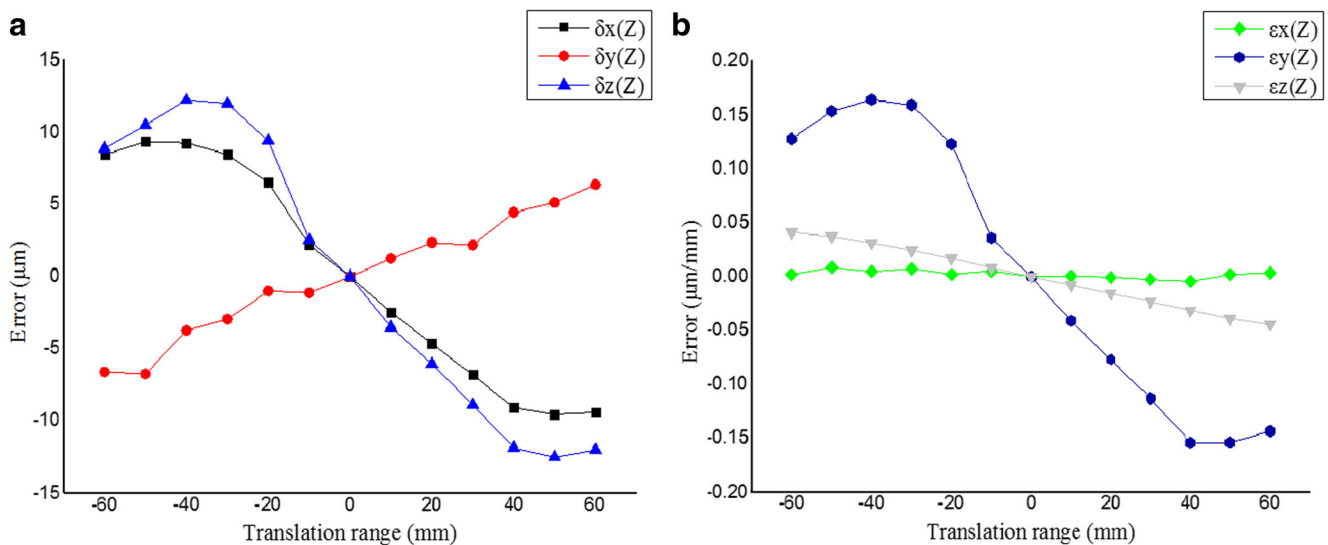 a
δx(Z)
δy(Z)
δz(Z)
15
10
5
0
-5
-10
-15
Error (μm)
-60 -40 -20 0 20 40 60
Translation range (mm)
b
εx(Z)
εy(Z)
εz(Z)
0.20
0.15
0.10
0.05
0.00
-0.05
-0.10
-0.15
-0.20
Error (μm/mm)
-60 -40 -20 0 20 40 60
Translation range (mm)